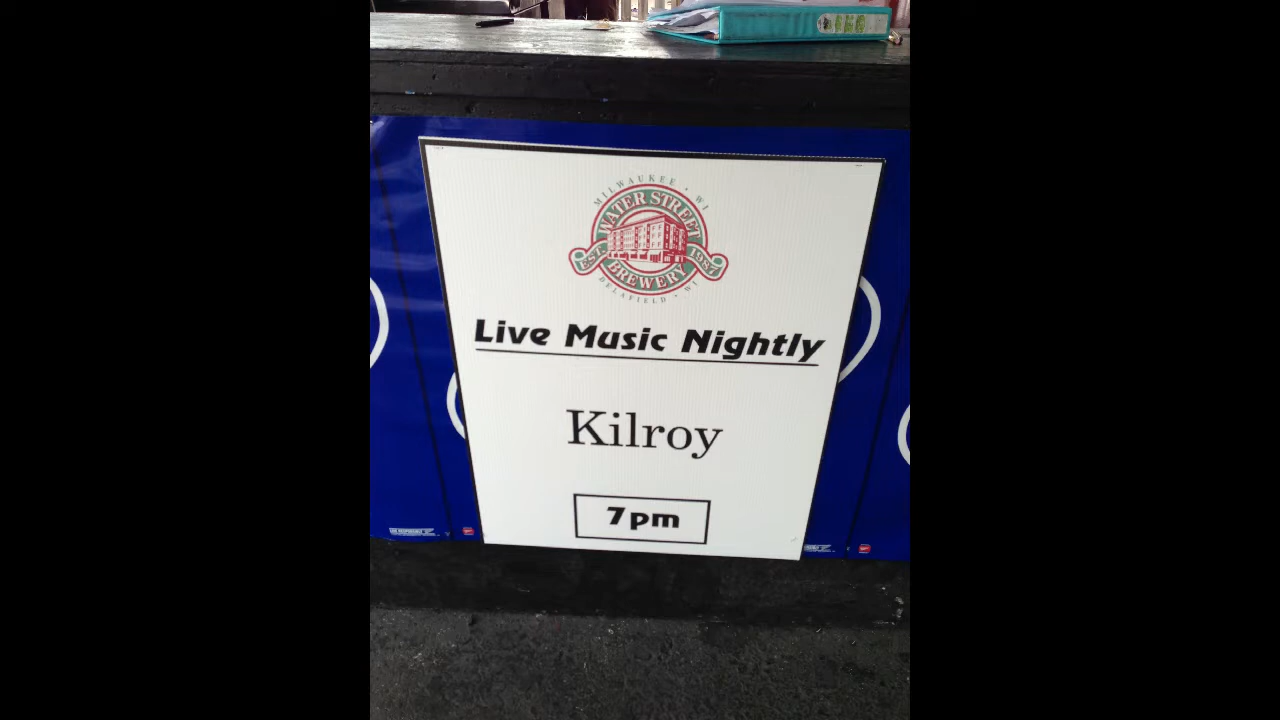 MILWAUKEE • WI
WATER STREET
EST. 1987
BREWERY
DELAFIELD • WI
Live Music Nightly
Kilroy
7pm